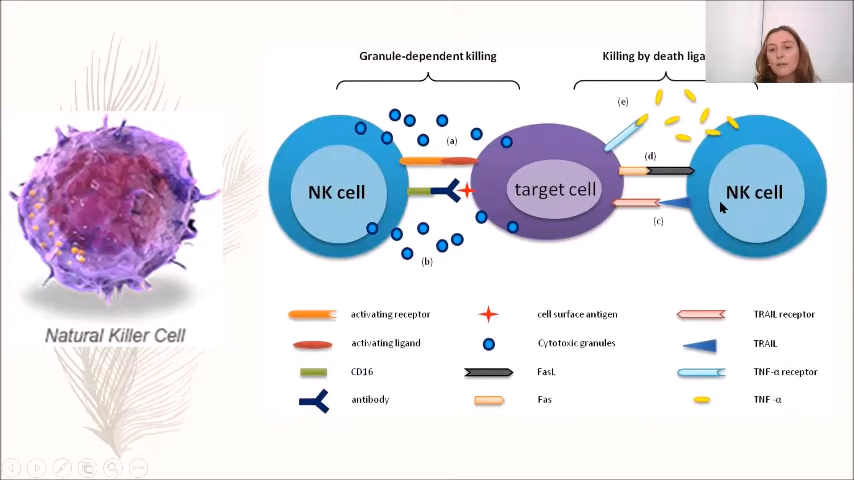 Granule-dependent killing
Killing by death liga
(e)
(a)
(d)
NK cell
target cell
NK cell
(c)
(b)
Natural Killer Cell
activating receptor
cell surface antigen
TRAIL receptor
activating ligand
Cytotoxic granules
TRAIL
CD16
FasL
TNF-α receptor
antibody
Fas
TNF -α